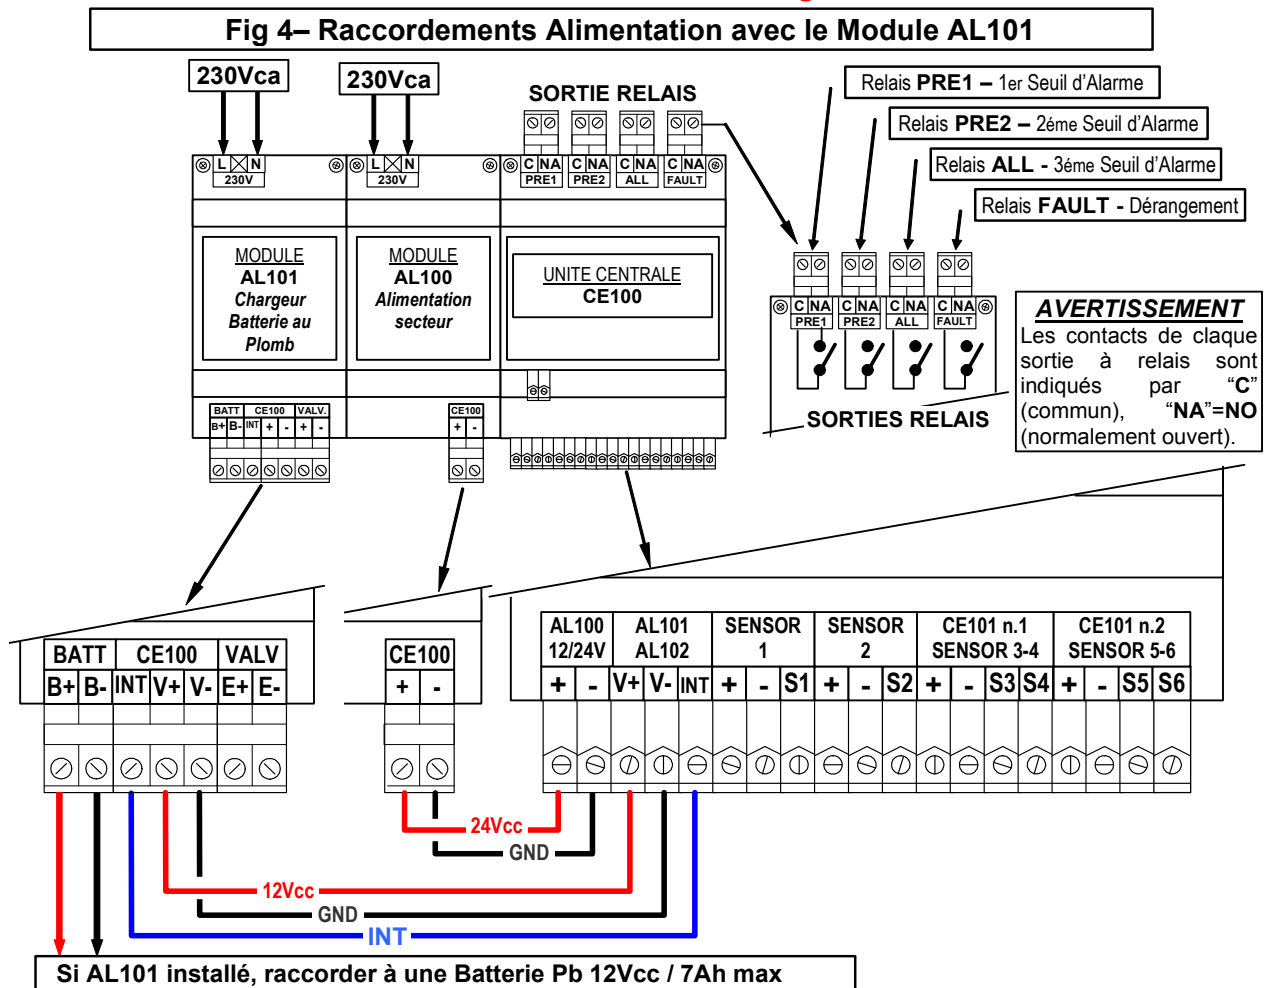 Fig 4– Raccordements Alimentation avec le Module AL101
230Vca
230Vca
SORTIE RELAIS
Relais PRE1 – 1er Seuil d'Alarme
Relais PRE2 – 2éme Seuil d'Alarme
Relais ALL - 3éme Seuil d'Alarme
Relais FAULT - Dérangement
L N
230V
L N
230V
C NA C NA C NA C NA
PRE1 PRE2 ALL FAULT
MODULE
AL101
Chargeur
Batterie au
Plomb
MODULE
AL100
Alimentation
secteur
UNITE CENTRALE
CE100
C NA C NA C NA C NA
PRE1 PRE2 ALL FAULT
SORTIES RELAIS
AVERTISSEMENT
Les contacts de claque
sortie à relais sont
indiqués par “C”
(commun), “NA”=NO
(normalement ouvert).
BATT CE100 VALV.
B+ B- INT + - + -
CE100
+ -
BATT CE100 VALV
B+ B- INT V+ V- E+ E-
CE100
+ -
AL100 AL101 SENSOR SENSOR CE101 n.1 CE101 n.2
12/24V AL102 1 2 SENSOR 3-4 SENSOR 5-6
+ - V+ V- INT + - S1 + - S2 + - S3 S4 + - S5 S6
24Vcc
GND
12Vcc
GND
INT
Si AL101 installé, raccorder à une Batterie Pb 12Vcc / 7Ah max